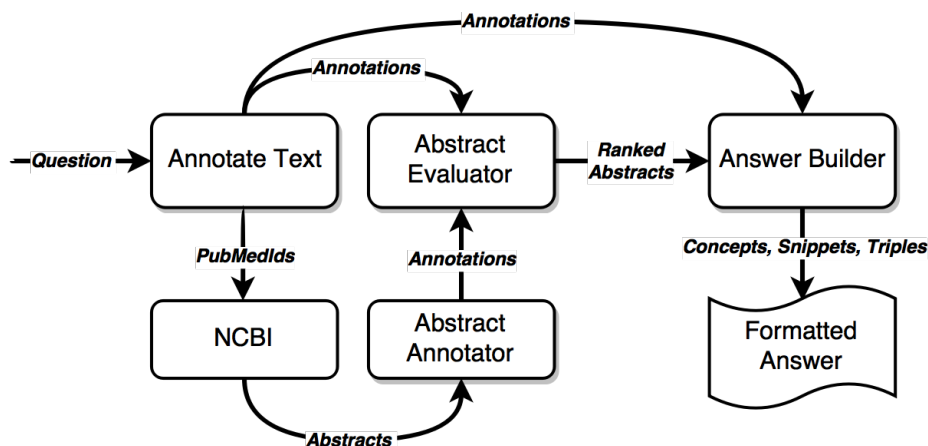 Annotations
Annotations
Question
Annotate Text
Abstract
Evaluator
Ranked
Abstracts
Answer Builder
PubMedIds
Annotations
Concepts, Snippets, Triples
NCBI
Abstract
Annotator
Formatted
Answer
Abstracts